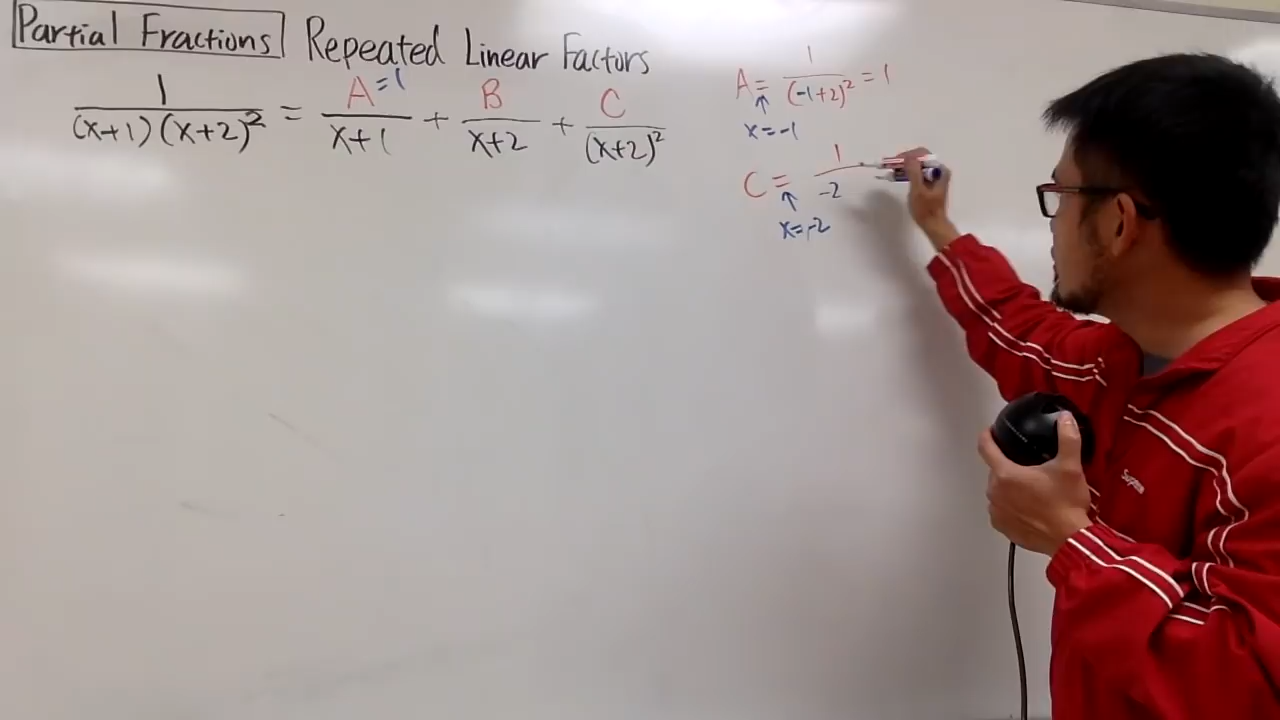 Partial Fractions Repeated Linear Factors
1/((x+1)(x+2)²) = A=1/(x+1) + B/(x+2) + C/(x+2)²
A = 1/(-1+2)² = 1
↑
x=-1
C = 1/-2
↑
x=-2
Supreme